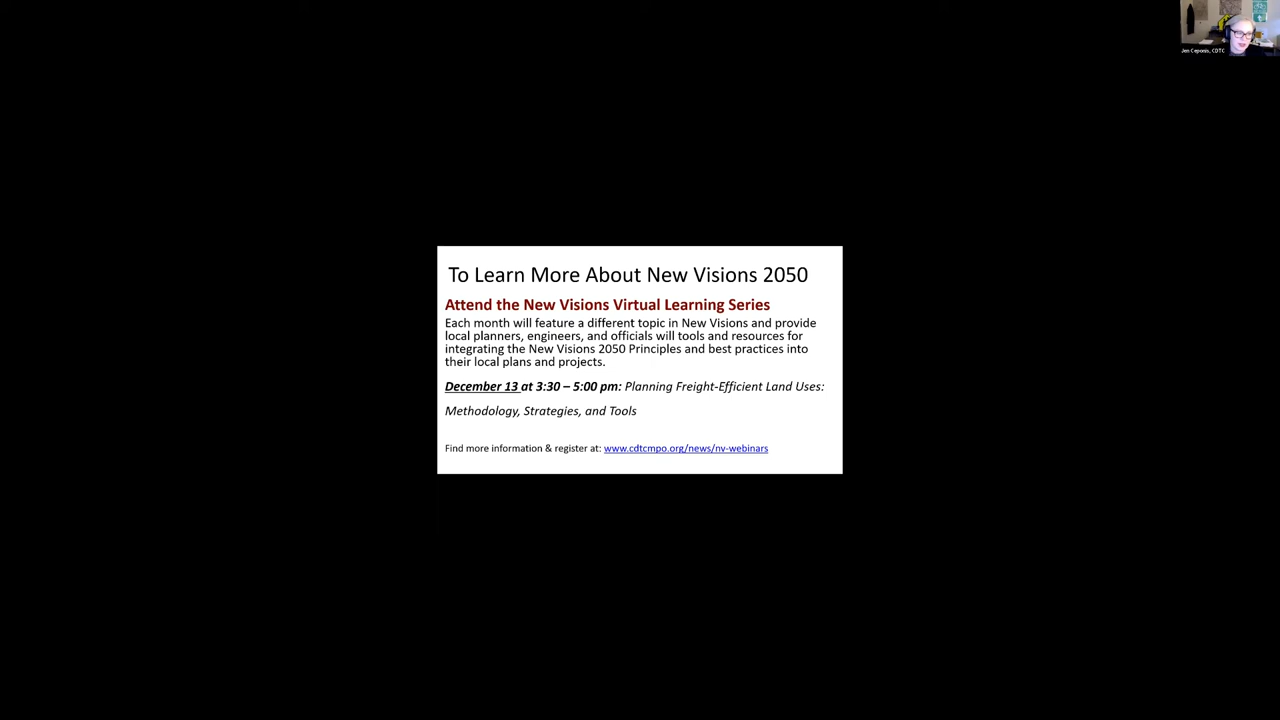 Jen Ceponis, CDTC
To Learn More About New Visions 2050
Attend the New Visions Virtual Learning Series
Each month will feature a different topic in New Visions and provide
local planners, engineers, and officials will tools and resources for
integrating the New Visions 2050 Principles and best practices into
their local plans and projects.
December 13 at 3:30 – 5:00 pm: Planning Freight-Efficient Land Uses:
Methodology, Strategies, and Tools
Find more information & register at: www.cdtcmpo.org/news/nv-webinars